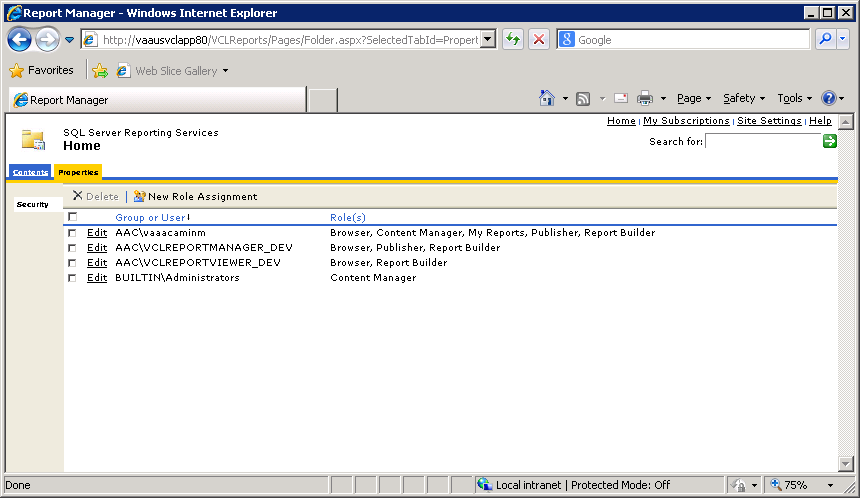 Report Manager - Windows Internet Explorer
http://vaausvclapp80/VCLReports/Pages/Folder.aspx?SelectedTabId=Propert
Google
Favorites
Web Slice Gallery
Report Manager
Page
Safety
Tools
Home | My Subscriptions | Site Settings | Help
SQL Server Reporting Services
Home
Search for:
Contents
Properties
Security
Delete | New Role Assignment
Group or User Role(s)
Edit AAC\vaaacaminm Browser, Content Manager, My Reports, Publisher, Report Builder
Edit AAC\VCLREPORTMANAGER_DEV Browser, Publisher, Report Builder
Edit AAC\VCLREPORTVIEWER_DEV Browser, Report Builder
Edit BUILTIN\Administrators Content Manager
Done
Local intranet | Protected Mode: Off
75%